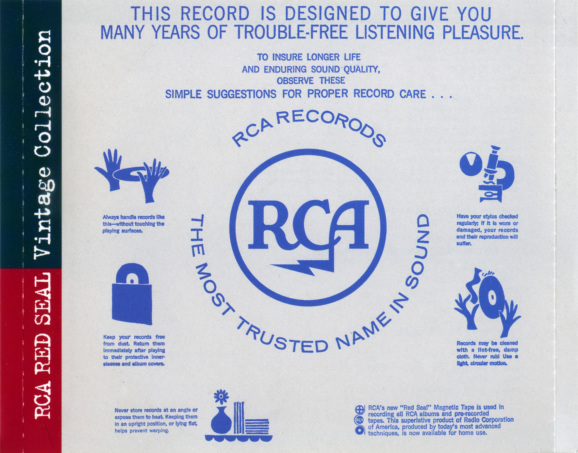 THIS RECORD IS DESIGNED TO GIVE YOU
MANY YEARS OF TROUBLE-FREE LISTENING PLEASURE.
TO INSURE LONGER LIFE
AND ENDURING SOUND QUALITY,
OBSERVE THESE
SIMPLE SUGGESTIONS FOR PROPER RECORD CARE . . .
RCA RED SEAL Vintage Collection
RCA RECORODS
RCA
THE MOST TRUSTED NAME IN SOUND
Always handle records like
this—without touching the
playing surfaces.
Have your stylus checked
regularly; if it is worn or
damaged, your records
and their reproduction will
suffer.
Keep your records free
from dust. Return them
immediately after playing
to their protective inner-
sleeves and album covers.
Records may be cleaned
with a lint-free, damp
cloth. Never rub! Use a
light, circular motion.
Never store records at an angle or
expose them to heat. Keeping them
in an upright position, or lying flat,
helps prevent warping.
RCA's new "Red Seal" Magnetic Tape is used in
recording all RCA albums and pre-recorded
tapes. This superlative product of Radio Corporation
of America, produced by today's most advanced
techniques, is now available for home use.